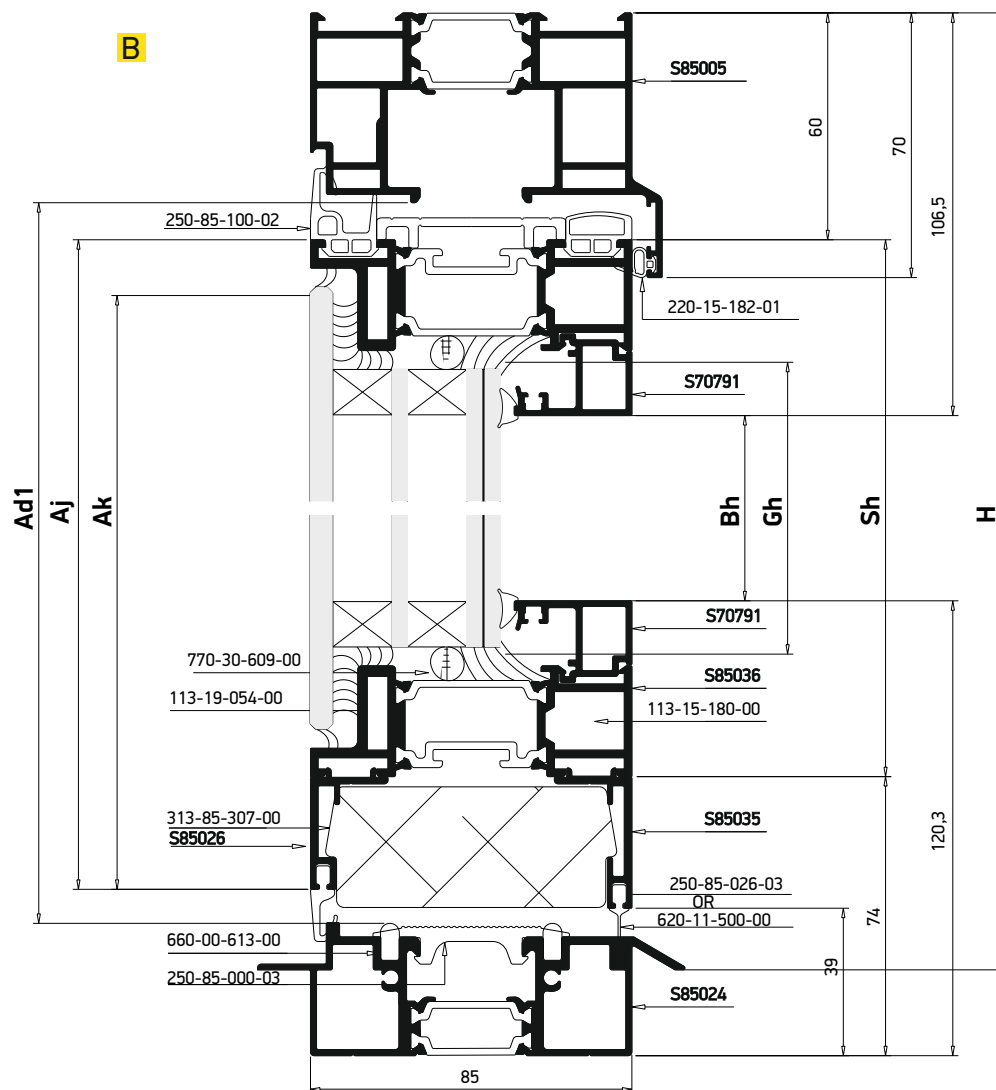 B
S85005
60
70
106,5
250-85-100-02
220-15-182-01
S70791
Ad1
Aj
Ak
Bh
Gh
Sh
H
S70791
770-30-609-00
S85036
113-19-054-00
113-15-180-00
313-85-307-00
S85026
S85035
120,3
250-85-026-03
OR
620-11-500-00
74
660-00-613-00
39
250-85-000-03
S85024
85